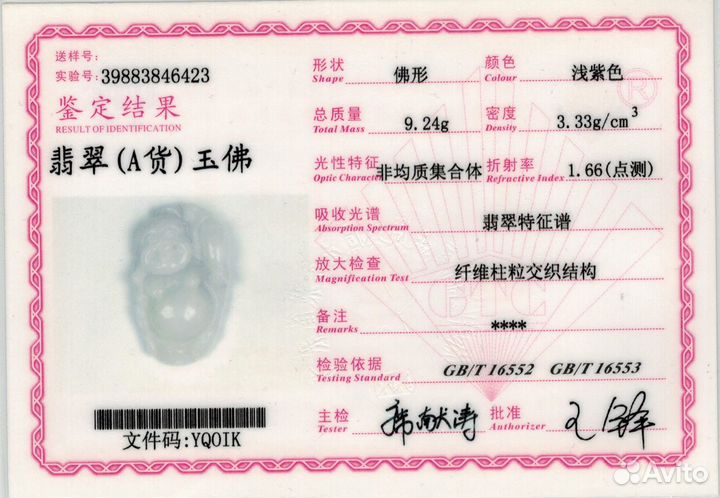 送样号:
实验号:39883846423
鉴定结果
RESULT OF IDENTIFICATION
翡翠(A货)玉佛
文件码:YQOIK
形状 佛形 颜色 浅紫色
Shape Colour
总质量 9.24g 密度 3.33g/cm³
Total Mass Density
光性特征 非均质集合体 折射率 1.66(点测)
Optic Character Refractive Index
吸收光谱 翡翠特征谱
Absorption Spectrum
放大检查 纤维柱粒交织结构
Magnification Test
备注 ****
Remarks
检验依据 GB/T 16552 GB/T 16553
Testing Standard
主检 批准
Tester Authorizer
®
Avito